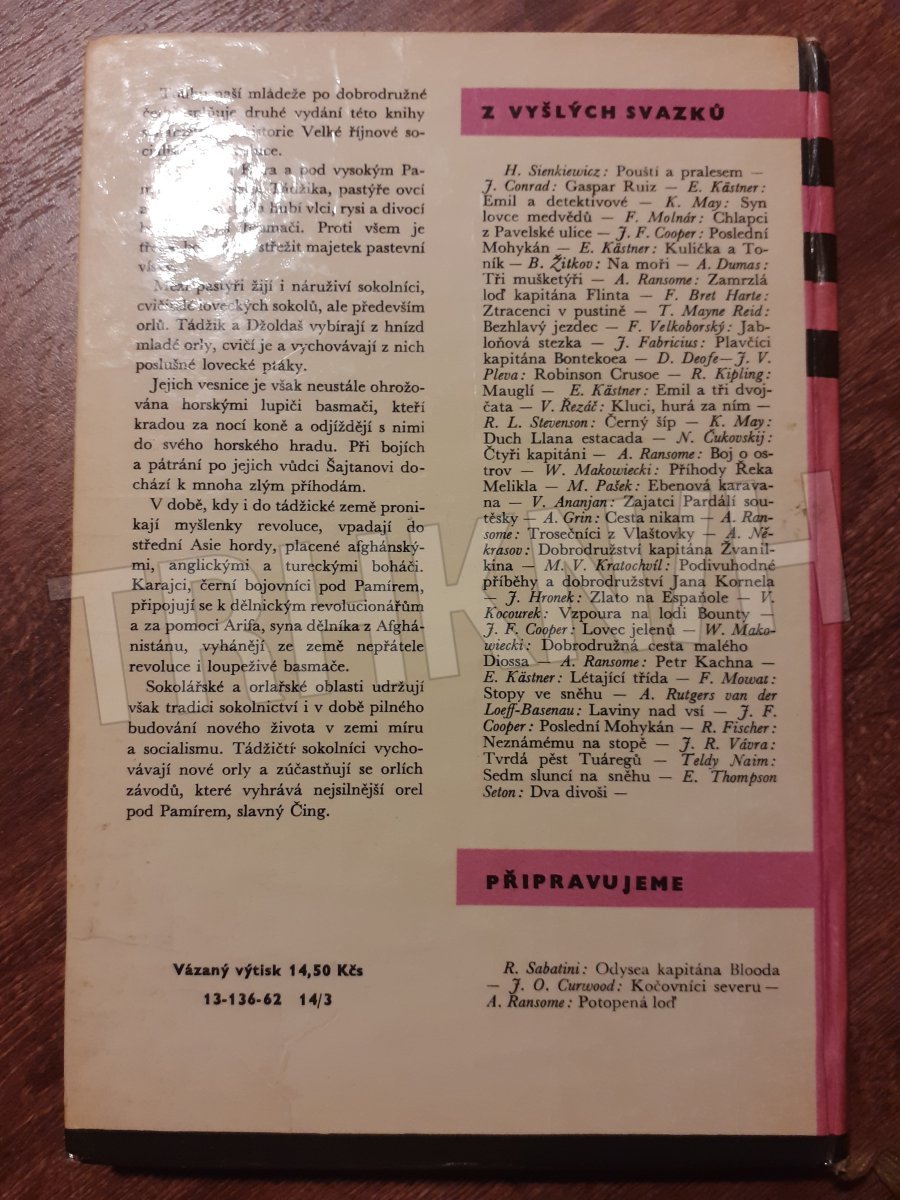 naší mládeže po dobrodružné
druhé vydání této knihy
historie Velké říjnové so-
a pod vysokým Pa-
Tádžika, pastýře ovcí
hubí vlci, rysi a divocí
Proti všem je
střežit majetek pastevní
Mezi pastýři žijí i náruživí sokolníci,
loveckých sokolů, ale především
orlů. Tádžik a Džoldaš vybírají z hnízd
mladé orly, cvičí je a vychovávají z nich
poslušné lovecké ptáky.
Jejich vesnice je však neustále ohrožo-
vána horskými lupiči basmači, kteří
kradou za nocí koně a odjíždějí s nimi
do svého horského hradu. Při bojích
a pátrání po jejich vůdci Šajtanovi do-
chází k mnoha zlým příhodám.
V době, kdy i do tádžické země proni-
kají myšlenky revoluce, vpadají do
střední Asie hordy, placené afghánský-
mi, anglickými a tureckými boháči.
Karajci, černí bojovníci pod Pamírem,
připojují se k dělnickým revolucionářům
a za pomoci Arifa, syna dělníka z Afghá-
nistánu, vyhánějí ze země nepřátele
revoluce i loupeživé basmače.
Sokolářské a orlařské oblasti udržují
však tradici sokolnictví i v době pilného
budování nového života v zemi míru
a socialismu. Tádžičtí sokolníci vycho-
vávají nové orly a zúčastňují se orlích
závodů, které vyhrává nejsilnější orel
pod Pamírem, slavný Čing.
Vázaný výtisk 14,50 Kčs
13-136-62 14/3
Z VYŠLÝCH SVAZKŮ
H. Sienkiewicz: Pouští a pralesem —
J. Conrad: Gaspar Ruiz — E. Kästner:
Emil a detektivové — K. May: Syn
lovce medvědů — F. Molnár: Chlapci
z Pavelské ulice — J. F. Cooper: Poslední
Mohykán — E. Kästner: Kulička a To-
ník — B. Žitkov: Na moři — A. Dumas:
Tři mušketýři — A. Ransome: Zamrzlá
loď kapitána Flinta — F. Bret Harte:
Ztracenci v pustině — T. Mayne Reid:
Bezhlavý jezdec — F. Velkoborský: Jab-
loňová stezka — J. Fabricius: Plavčíci
kapitána Bontekoea — D. Deofe—J. V.
Pleva: Robinson Crusoe — R. Kipling:
Mauglí — E. Kästner: Emil a tři dvoj-
čata — V. Řezáč: Kluci, hurá za ním —
R. L. Stevenson: Černý šíp — K. May:
Duch Llana estacada — N. Čukovskij:
Čtyři kapitáni — A. Ransome: Boj o os-
trov — W. Makowiecki: Příhody Řeka
Melikla — M. Pašek: Ebenová karava-
na — V. Ananjan: Zajatci Pardálí sou-
těsky — A. Grin: Cesta nikam — A. Ran-
some: Trosečníci z Vlaštovky — A. Ně-
krasov: Dobrodružství kapitána Žvanil-
kina — M. V. Kratochvíl: Podivuhodné
příběhy a dobrodružství Jana Kornela
— J. Hronek: Zlato na Españole — V.
Kocourek: Vzpoura na lodi Bounty —
J. F. Cooper: Lovec jelenů — W. Mako-
wiecki: Dobrodružná cesta malého
Diossa — A. Ransome: Petr Kachna —
E. Kästner: Létající třída — F. Mowat:
Stopy ve sněhu — A. Rutgers van der
Loeff-Basenau: Laviny nad vsí — J. F.
Cooper: Poslední Mohykán — R. Fischer:
Neznámému na stopě — J. R. Vávra:
Tvrdá pěst Tuáregů — Teldy Naim:
Sedm sluncí na sněhu — E. Thompson
Seton: Dva divoši —
PŘIPRAVUJEME
R. Sabatini: Odysea kapitána Blooda
— J. O. Curwood: Kočovníci severu —
A. Ransome: Potopená loď